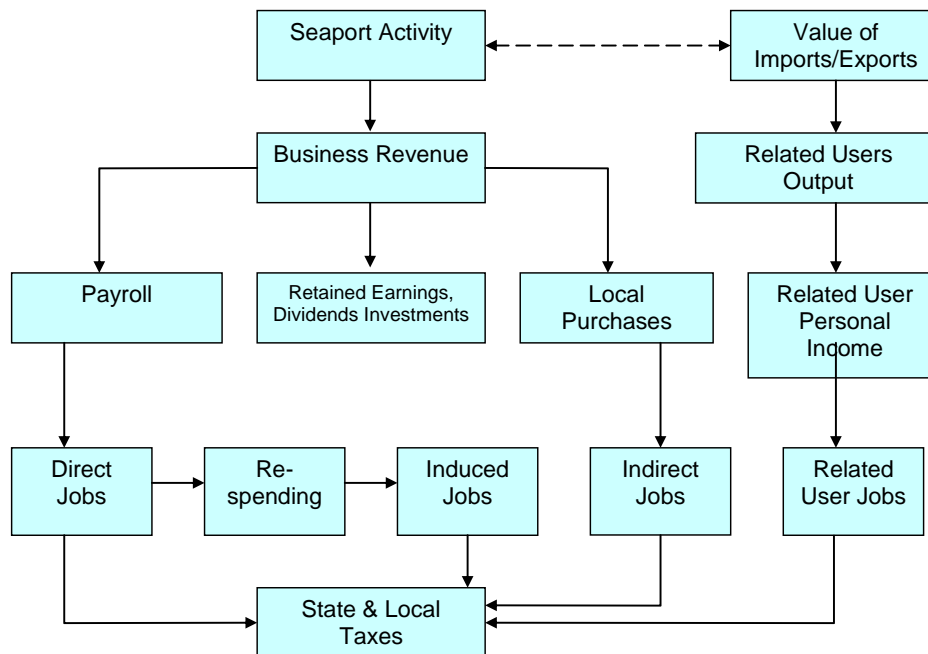 Seaport Activity
Value of
Imports/Exports
Business Revenue
Related Users
Output
Payroll
Retained Earnings,
Dividends Investments
Local
Purchases
Related User
Personal
Income
Direct
Jobs
Re-
spending
Induced
Jobs
Indirect
Jobs
Related
User Jobs
State & Local
Taxes